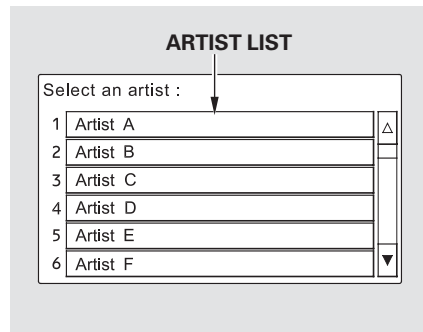 ARTIST LIST
Select an artist :
1 Artist A
2 Artist B
3 Artist C
4 Artist D
5 Artist E
6 Artist F